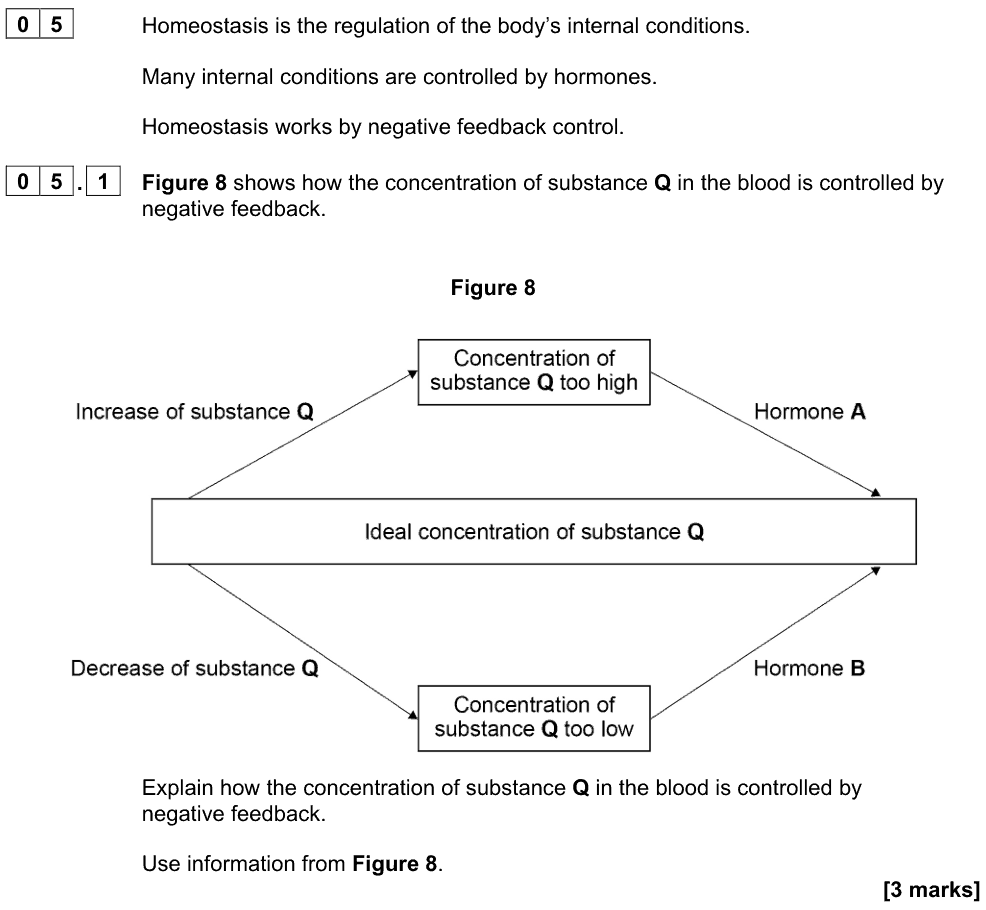 0 5 Homeostasis is the regulation of the body's internal conditions.
Many internal conditions are controlled by hormones.
Homeostasis works by negative feedback control.
0 5 . 1 Figure 8 shows how the concentration of substance Q in the blood is controlled by
negative feedback.
Figure 8
Concentration of
substance Q too high
Increase of substance Q
Hormone A
Ideal concentration of substance Q
Decrease of substance Q
Hormone B
Concentration of
substance Q too low
Explain how the concentration of substance Q in the blood is controlled by
negative feedback.
Use information from Figure 8.
[3 marks]